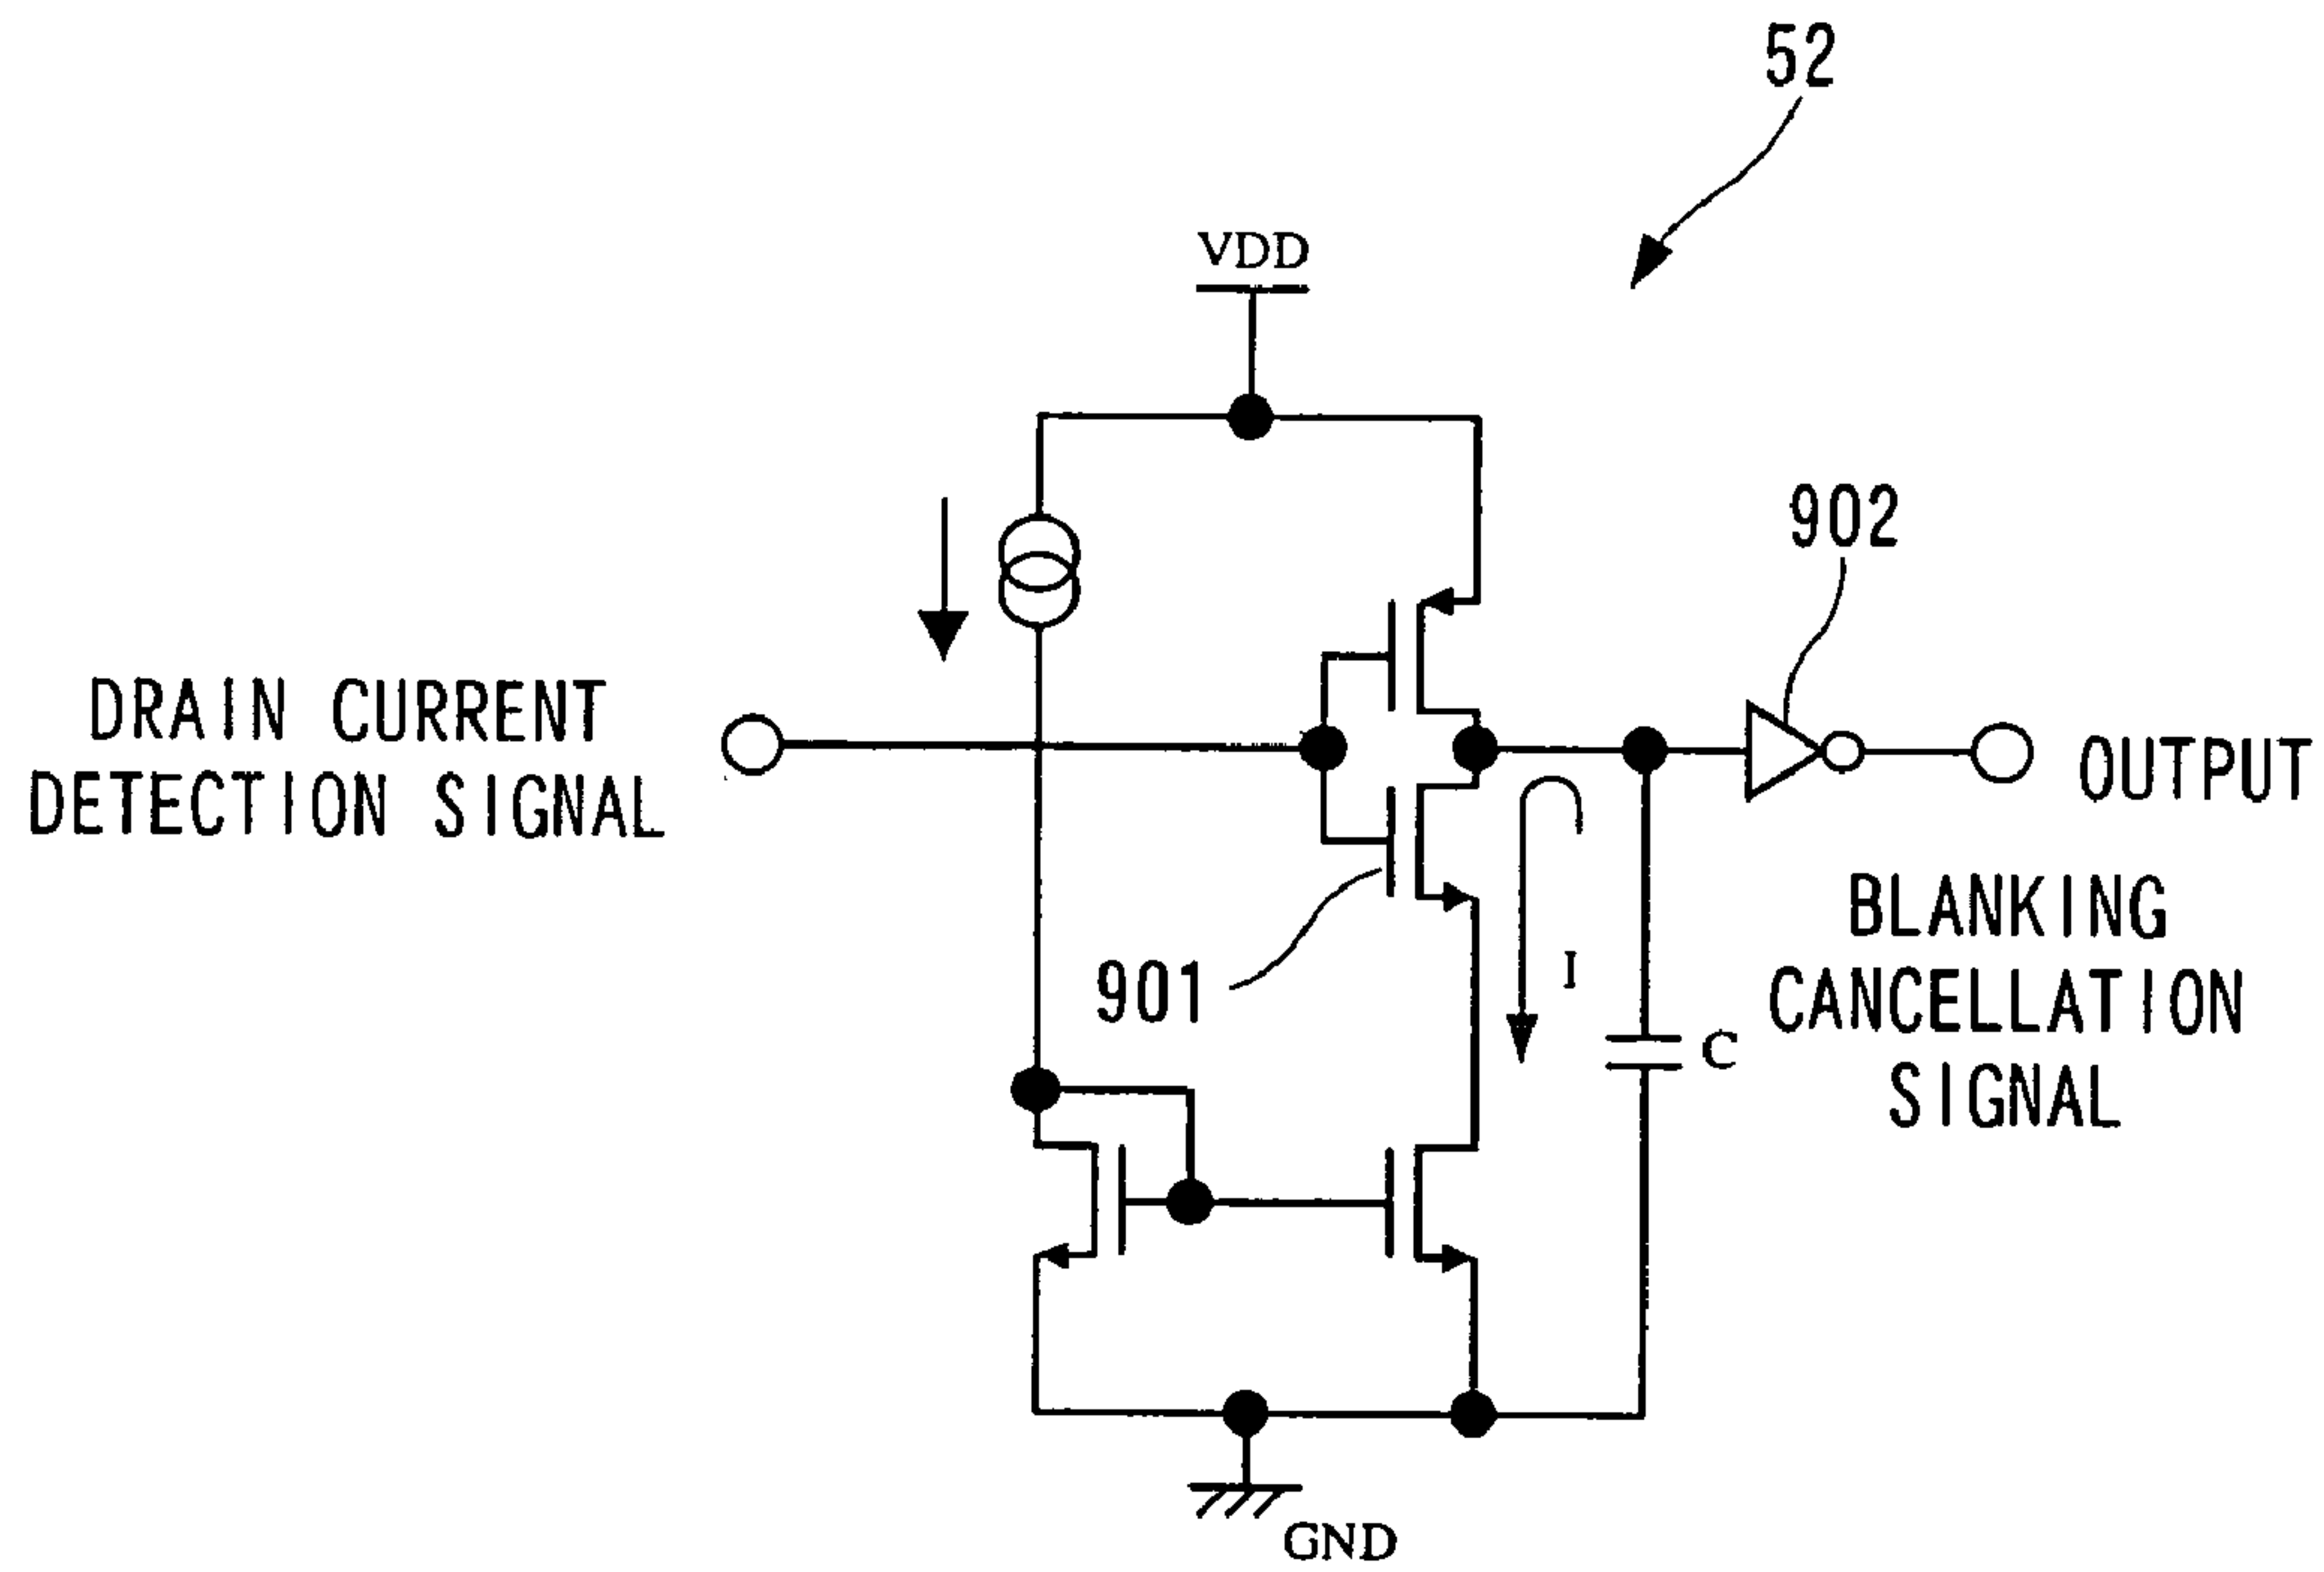 52
VDD
902
DRAIN CURRENT
DETECTION SIGNAL
OUTPUT
BLANKING
CANCELLATION
SIGNAL
901
I
C
GND